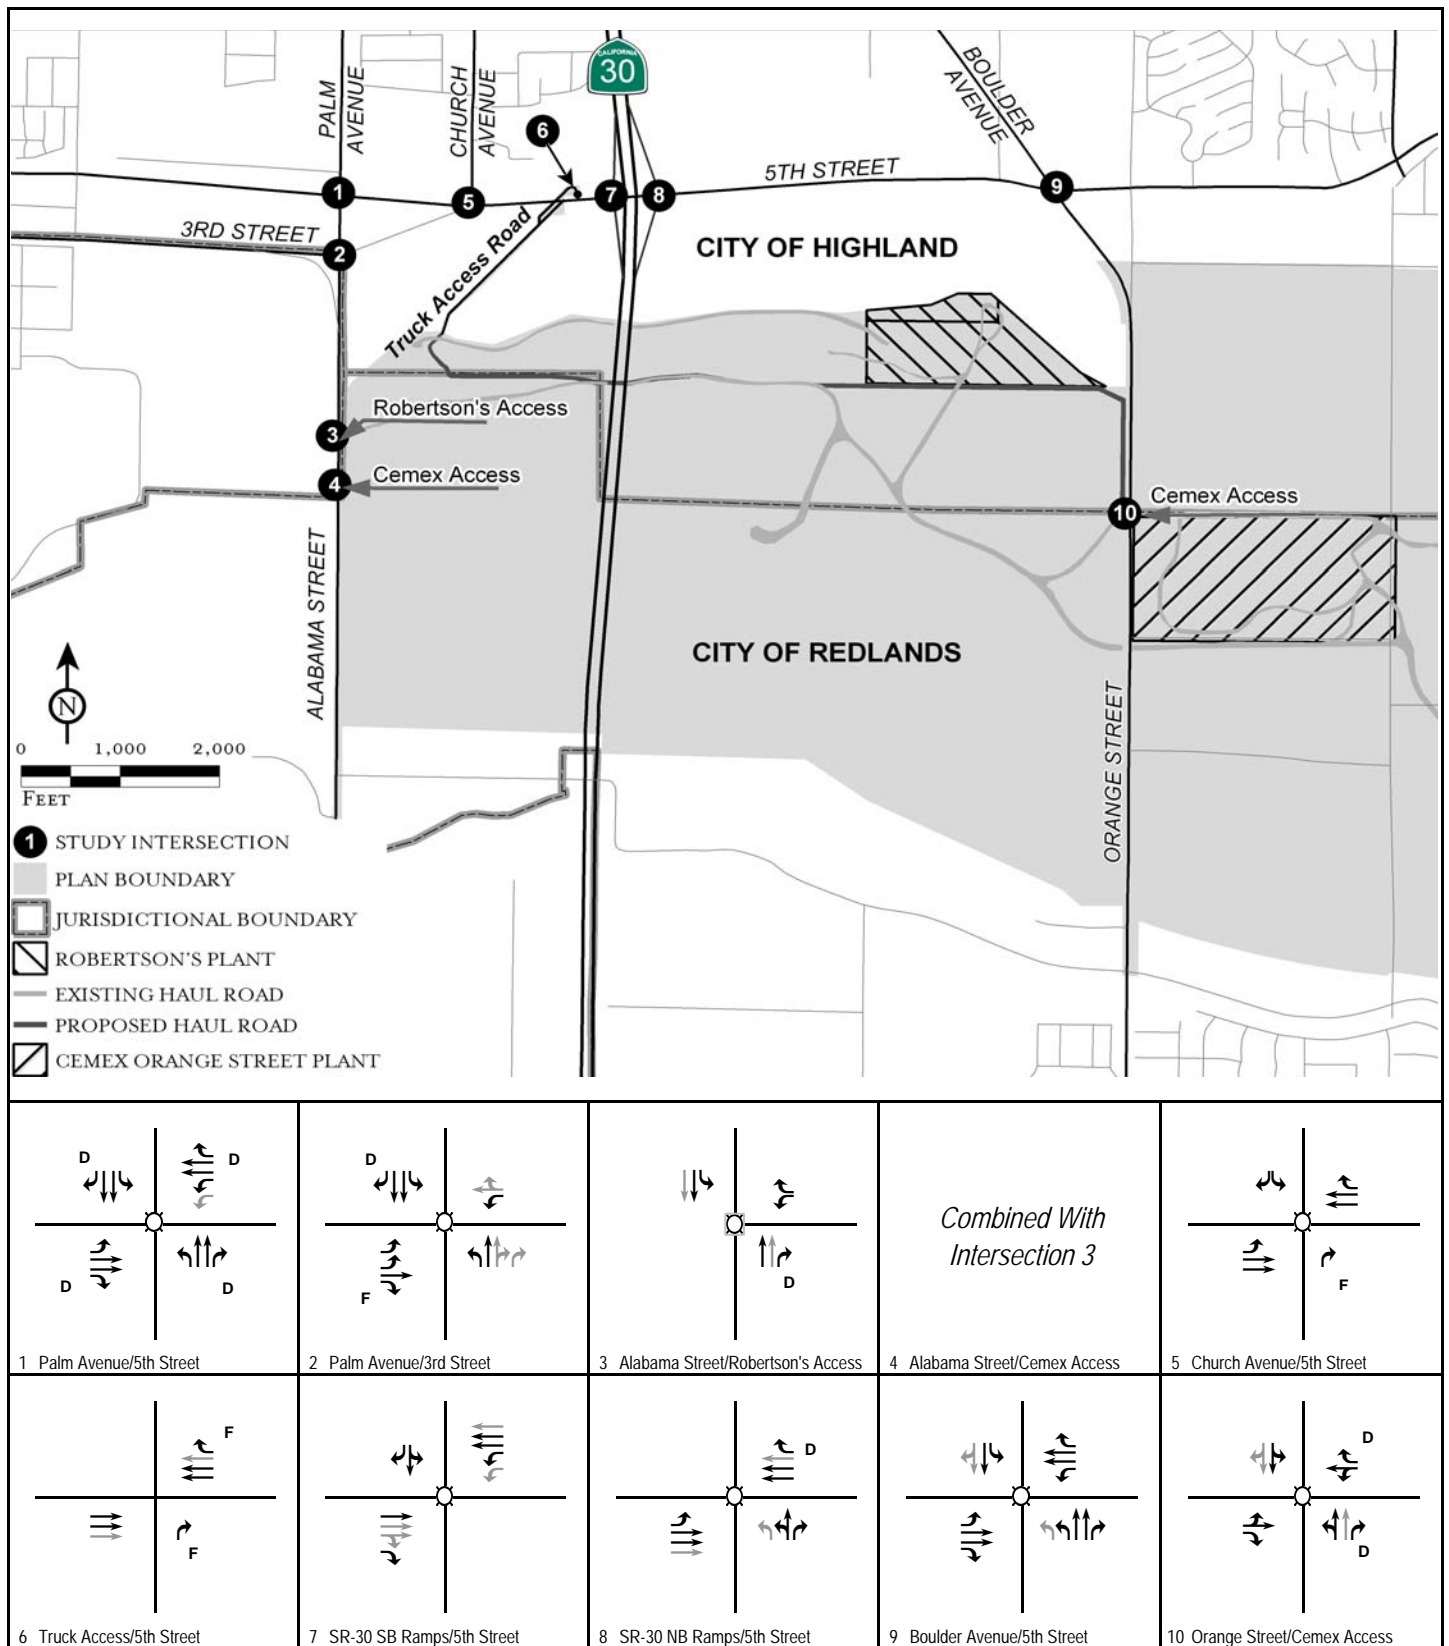 PALM
AVENUE
CHURCH
AVENUE
CALIFORNIA
30
BOULDER
AVENUE
6
5TH STREET
1
5
7
8
9
3RD STREET
2
Truck Access Road
CITY OF HIGHLAND
Robertson's Access
3
Cemex Access
4
Cemex Access
10
ALABAMA STREET
CITY OF REDLANDS
ORANGE STREET
N
0 1,000 2,000
FEET
1 STUDY INTERSECTION
PLAN BOUNDARY
JURISDICTIONAL BOUNDARY
ROBERTSON'S PLANT
EXISTING HAUL ROAD
PROPOSED HAUL ROAD
CEMEX ORANGE STREET PLANT
D
D
D
D
1 Palm Avenue/5th Street
D
F
2 Palm Avenue/3rd Street
D
3 Alabama Street/Robertson's Access
Combined With
Intersection 3
4 Alabama Street/Cemex Access
F
5 Church Avenue/5th Street
F
F
6 Truck Access/5th Street
7 SR-30 SB Ramps/5th Street
D
8 SR-30 NB Ramps/5th Street
9 Boulder Avenue/5th Street
D
D
10 Orange Street/Cemex Access